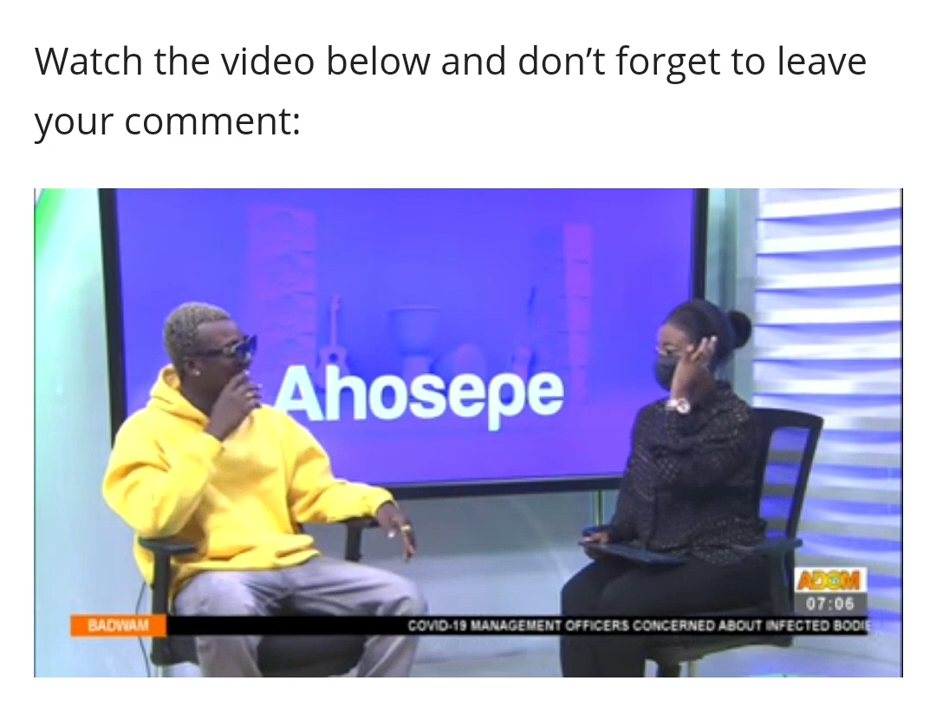 Watch the video below and don’t forget to leave
your comment:
Ahosepe
ADOM
07:06
BADWAM
COVID-19 MANAGEMENT OFFICERS CONCERNED ABOUT INFECTED BODIE